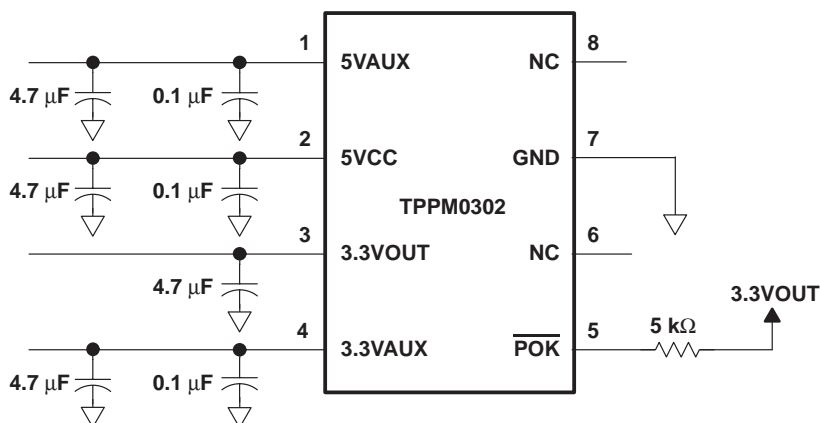 1
5VAUX
NC
8
4.7 μF
0.1 μF
2
5VCC
GND
7
4.7 μF
0.1 μF
TPPM0302
3
3.3VOUT
NC
6
4.7 μF
3.3VOUT
4
3.3VAUX
POK
5
5 kΩ
4.7 μF
0.1 μF